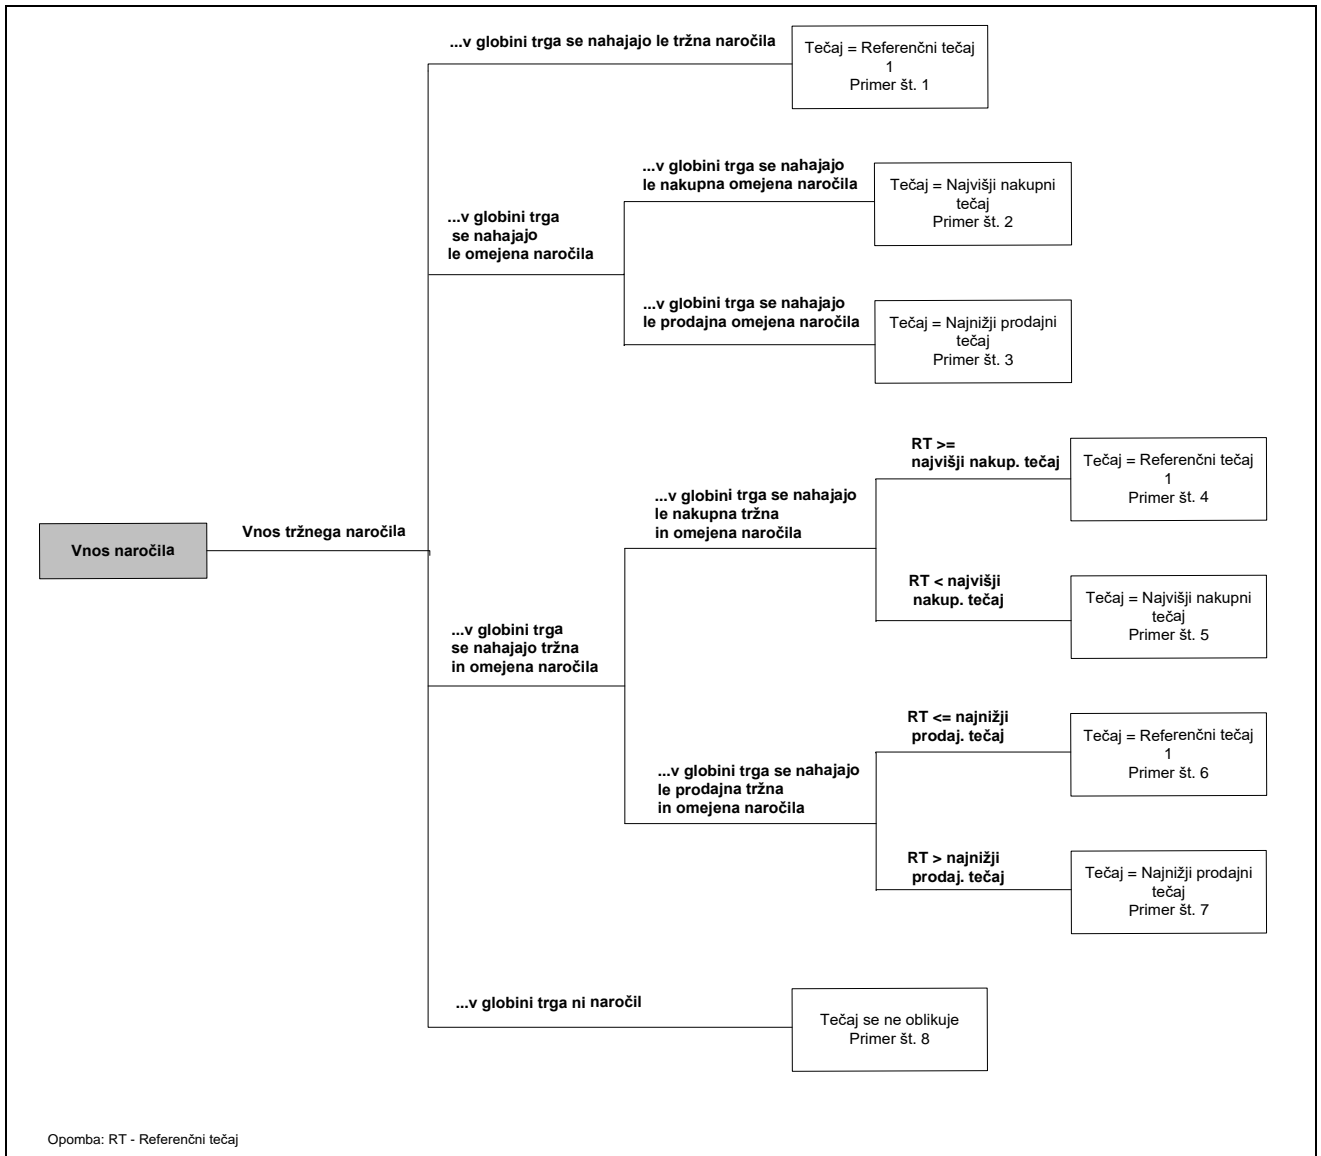 ...v globini trga se nahajajo le tržna naročila
Tečaj = Referenčni tečaj
1
Primer št. 1
...v globini trga se nahajajo
le nakupna omejena naročila
Tečaj = Najvišji nakupni
tečaj
Primer št. 2
...v globini trga
se nahajajo
le omejena naročila
...v globini trga se nahajajo
le prodajna omejena naročila
Tečaj = Najnižji prodajni
tečaj
Primer št. 3
RT >=
najvišji nakup. tečaj
Tečaj = Referenčni tečaj
1
Primer št. 4
...v globini trga se nahajajo
le nakupna tržna
in omejena naročila
Vnos naročila
Vnos tržnega naročila
RT < najvišji
nakup. tečaj
Tečaj = Najvišji nakupni
tečaj
Primer št. 5
...v globini trga
se nahajajo tržna
in omejena naročila
RT <= najnižji
prodaj. tečaj
Tečaj = Referenčni tečaj
1
Primer št. 6
...v globini trga se nahajajo
le prodajna tržna
in omejena naročila
RT > najnižji
prodaj. tečaj
Tečaj = Najnižji prodajni
tečaj
Primer št. 7
...v globini trga ni naročil
Tečaj se ne oblikuje
Primer št. 8
Opomba: RT - Referenčni tečaj